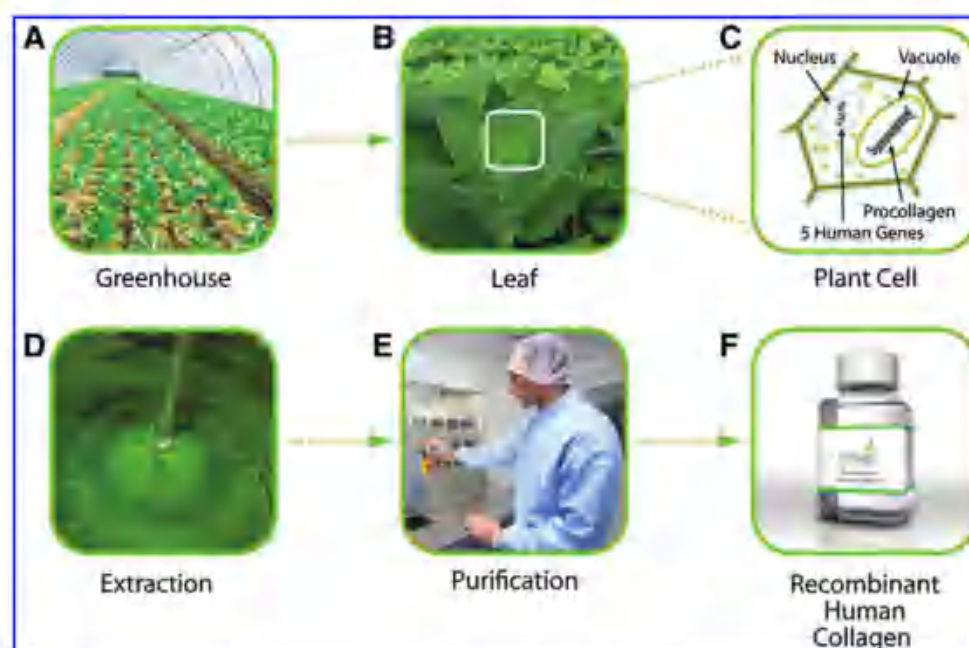 A
B
C
Nucleus
Vacuole
Procollagen
5 Human Genes
Greenhouse
Leaf
Plant Cell
D
E
F
Extraction
Purification
Recombinant
Human
Collagen